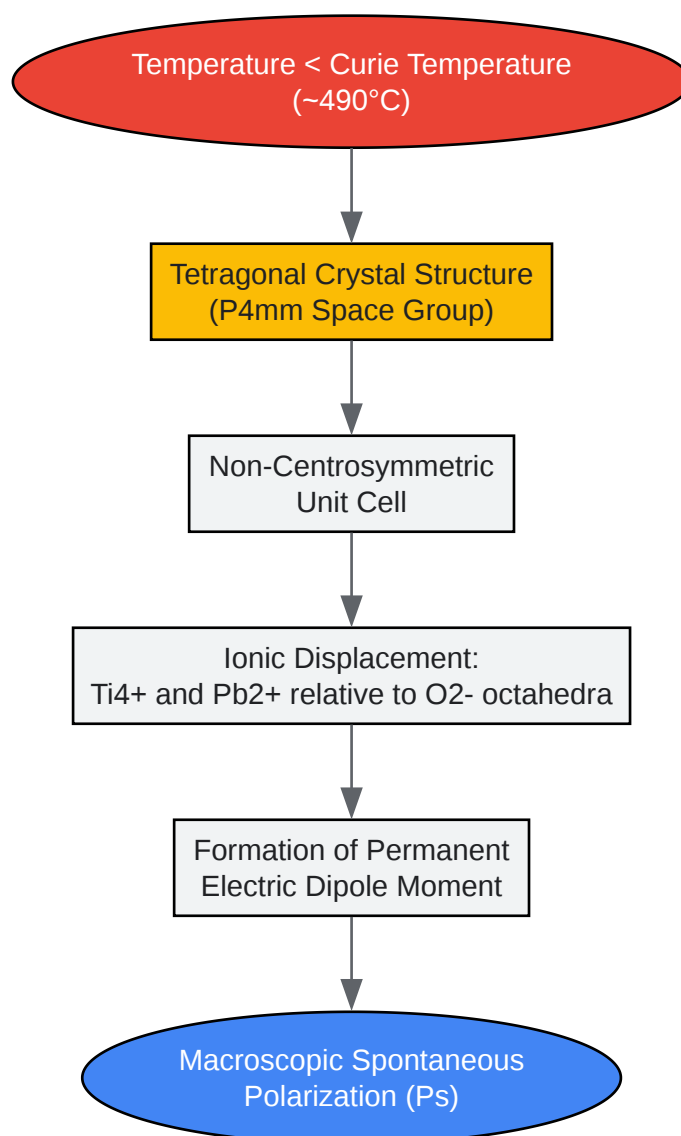 Temperature < Curie Temperature
(~490°C)
Tetragonal Crystal Structure
(P4mm Space Group)
Non-Centrosymmetric
Unit Cell
Ionic Displacement:
Ti4+ and Pb2+ relative to O2- octahedra
Formation of Permanent
Electric Dipole Moment
Macroscopic Spontaneous
Polarization (Ps)